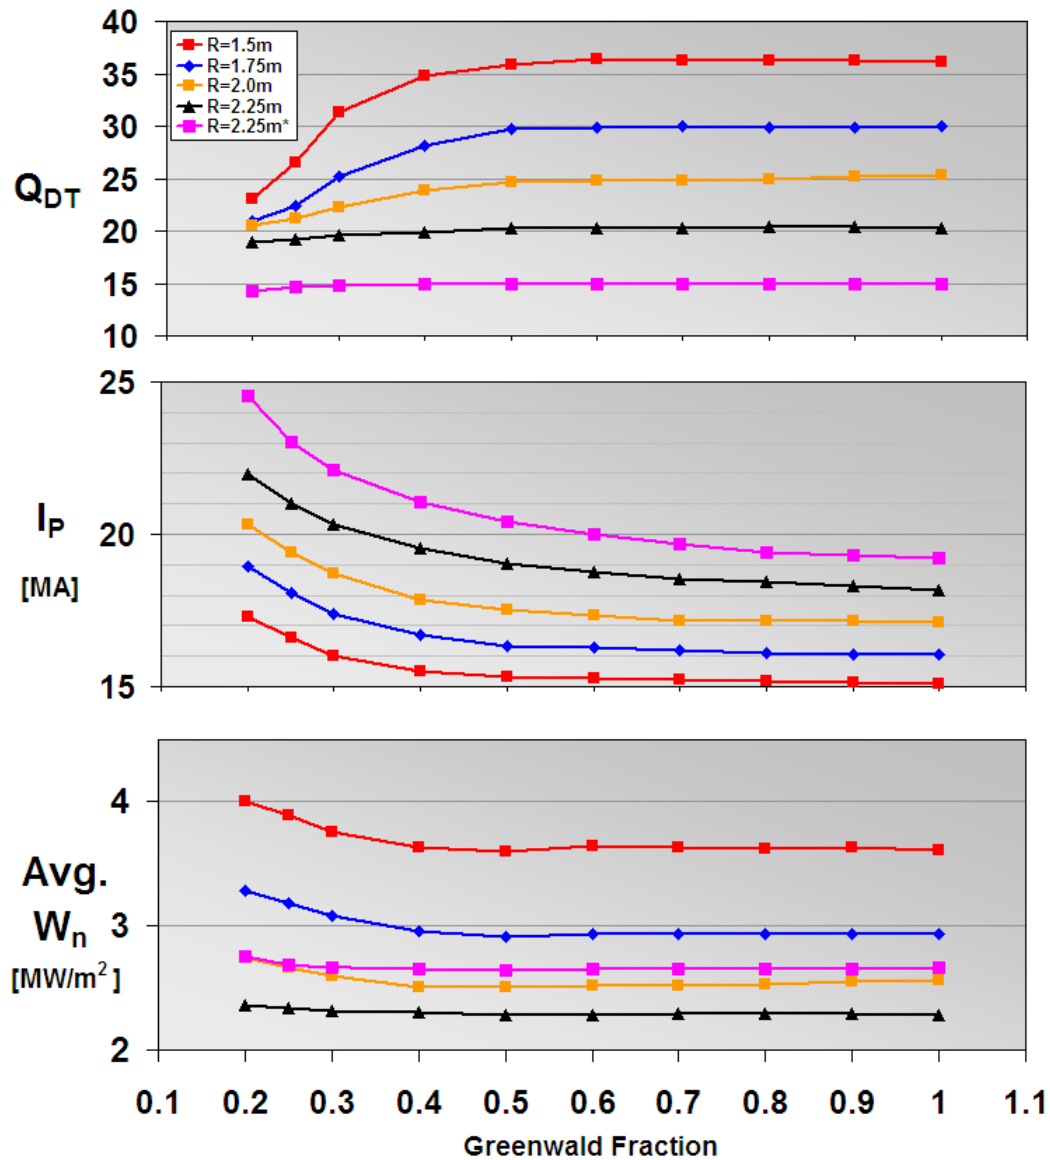 40
35
30
25
20
15
10
Q_DT
R=1.5m
R=1.75m
R=2.0m
R=2.25m
R=2.25m*
25
20
15
I_P
[MA]
4
3
2
Avg.
W_n
[MW/m²]
0.1 0.2 0.3 0.4 0.5 0.6 0.7 0.8 0.9 1 1.1
Greenwald Fraction